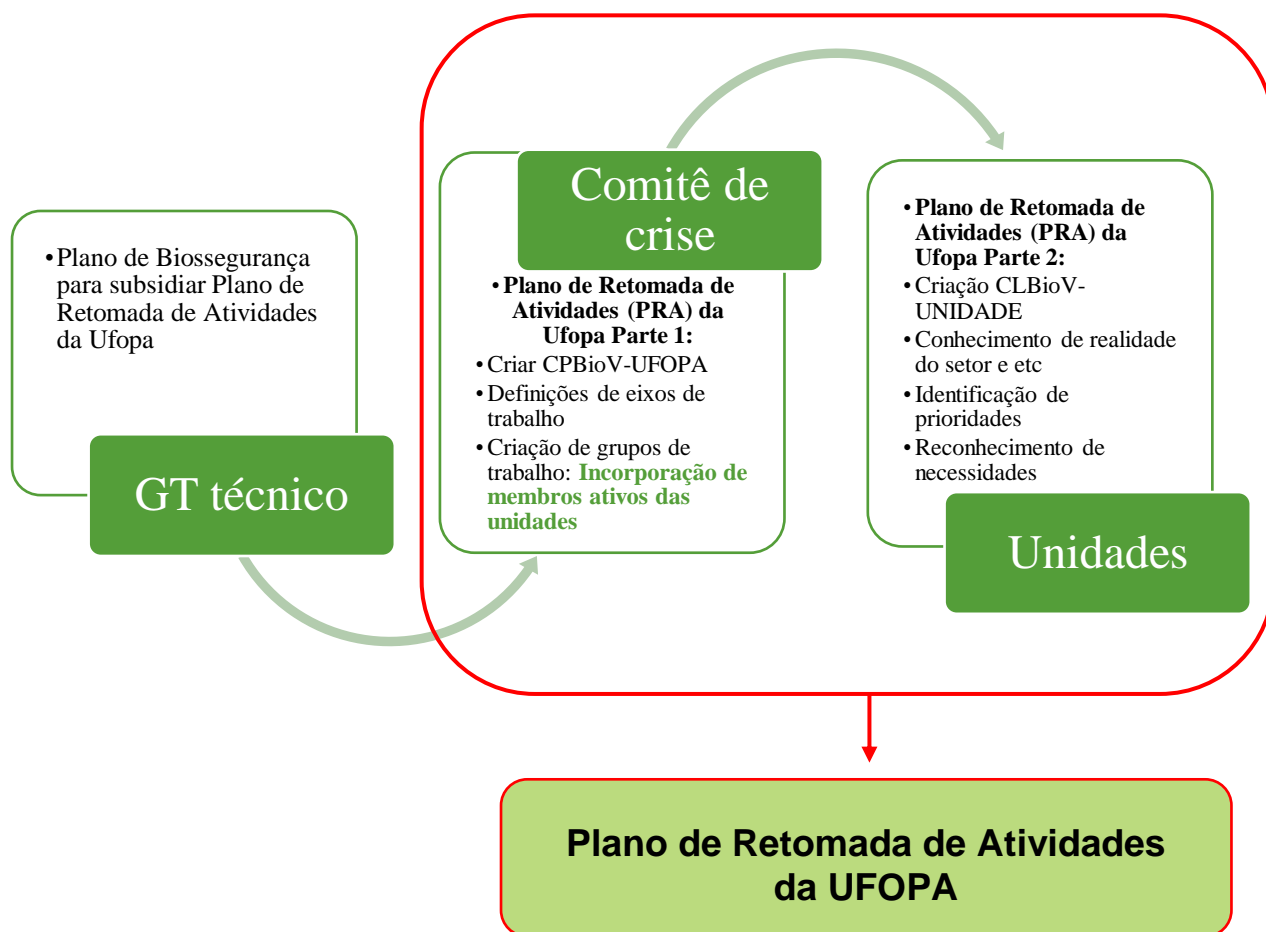 •Plano de Biossegurança
para subsidiar Plano de
Retomada de Atividades
da Ufopa
GT técnico
Comitê de
crise
•Plano de Retomada de
Atividades (PRA) da
Ufopa Parte 1:
•Criar CPBioV-UFOPA
•Definições de eixos de
trabalho
•Criação de grupos de
trabalho: Incorporação de
membros ativos das
unidades
•Plano de Retomada de
Atividades (PRA) da
Ufopa Parte 2:
•Criação CLBioV-
UNIDADE
•Conhecimento de realidade
do setor e etc
•Identificação de
prioridades
•Reconhecimento de
necessidades
Unidades
Plano de Retomada de Atividades
da UFOPA